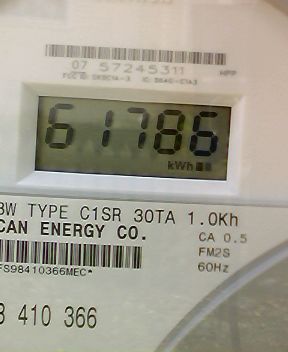 07 57245311
61786
kWh
3W TYPE C1SR 30TA 1.0Kh
CAN ENERGY CO.
CA 0.5
FM2S
60Hz
FS98410366MEC*
410 366